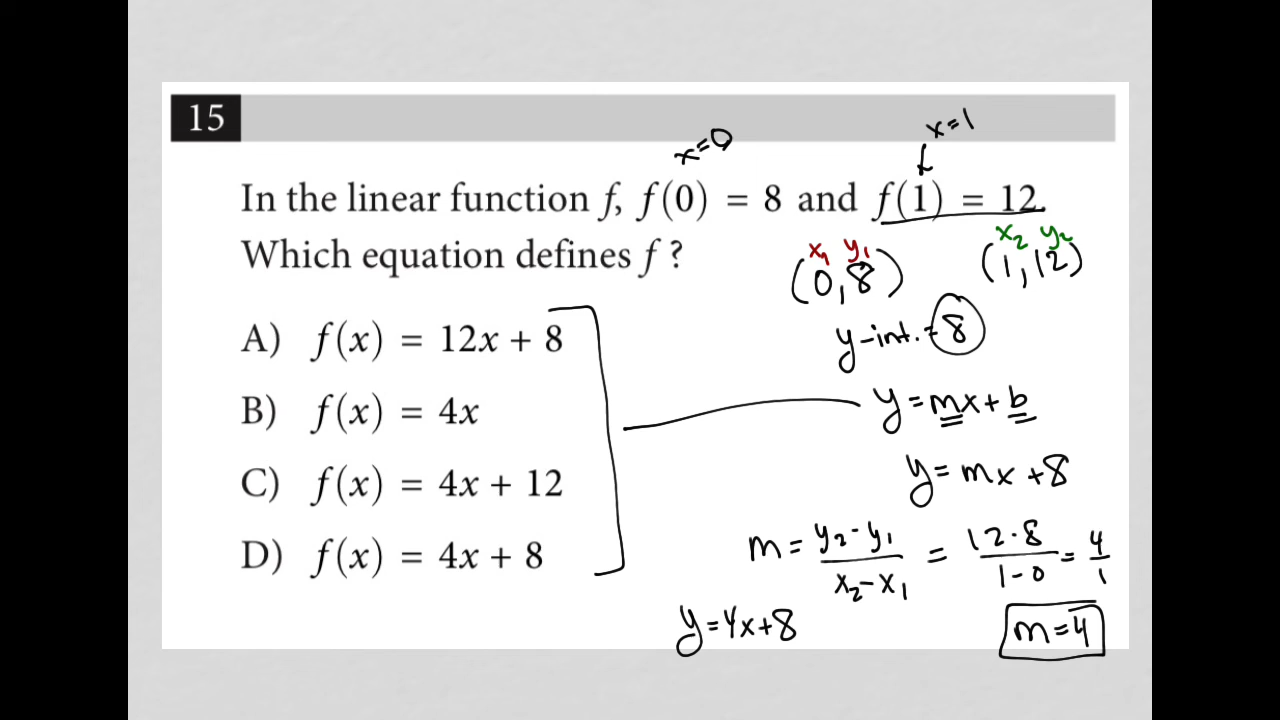 15
x=0
x=1
In the linear function f, f(0) = 8 and f(1) = 12.
Which equation defines f ?
x₁ y₁
(0,8)
x₂ y₂
(1,12)
y-int. = 8
A) f(x) = 12x + 8
B) f(x) = 4x
C) f(x) = 4x + 12
D) f(x) = 4x + 8
y = mx + b
y = mx + 8
m = y₂ - y₁ / x₂ - x₁ = 12 - 8 / 1 - 0 = 4 / 1
y = 4x + 8
m = 4